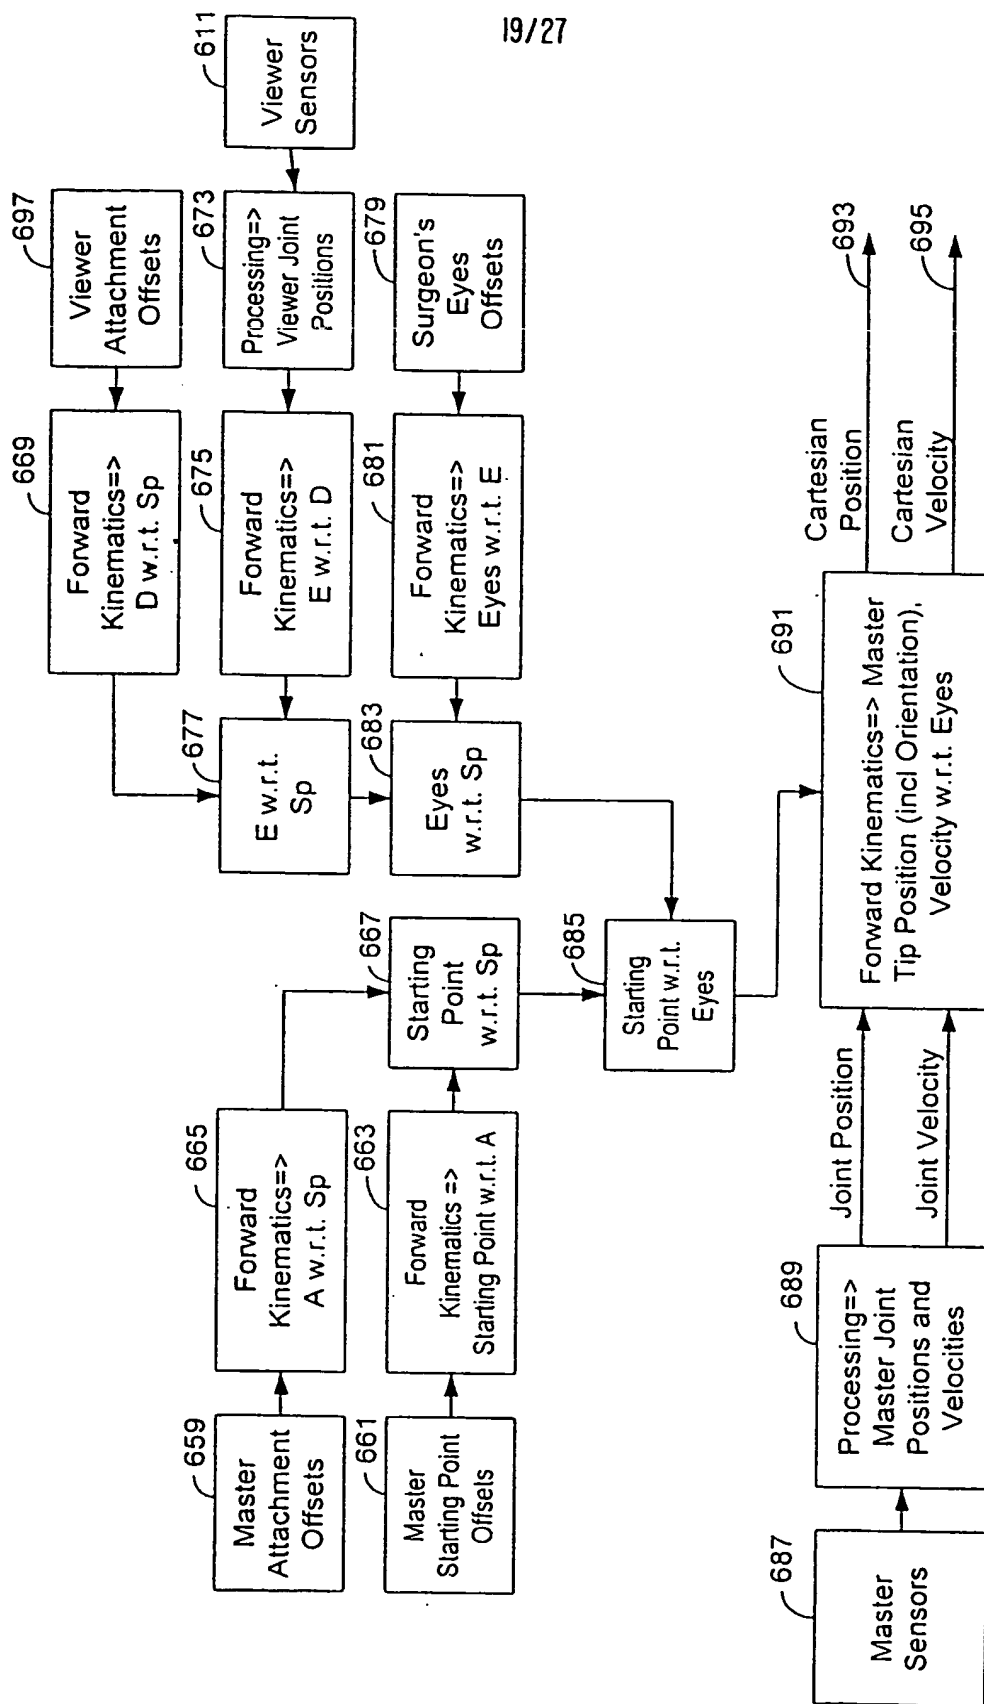 19/27
611
Viewer
Sensors
697
Viewer
Attachment
Offsets
673
Processing=>
Viewer Joint
Positions
679
Surgeon's
Eyes
Offsets
669
Forward
Kinematics=>
D w.r.t. Sp
675
Forward
Kinematics=>
E w.r.t. D
681
Forward
Kinematics=>
Eyes w.r.t. E
677
E w.r.t.
Sp
683
Eyes
w.r.t. Sp
659
Master
Attachment
Offsets
665
Forward
Kinematics=>
A w.r.t. Sp
661
Master
Starting Point
Offsets
663
Forward
Kinematics =>
Starting Point w.r.t. A
667
Starting
Point
w.r.t. Sp
685
Starting
Point w.r.t.
Eyes
687
Master
Sensors
689
Processing=>
Master Joint
Positions and
Velocities
Joint Position
Joint Velocity
691
Forward Kinematics=> Master
Tip Position (incl Orientation),
Velocity w.r.t. Eyes
Cartesian
Position
693
Cartesian
Velocity
695